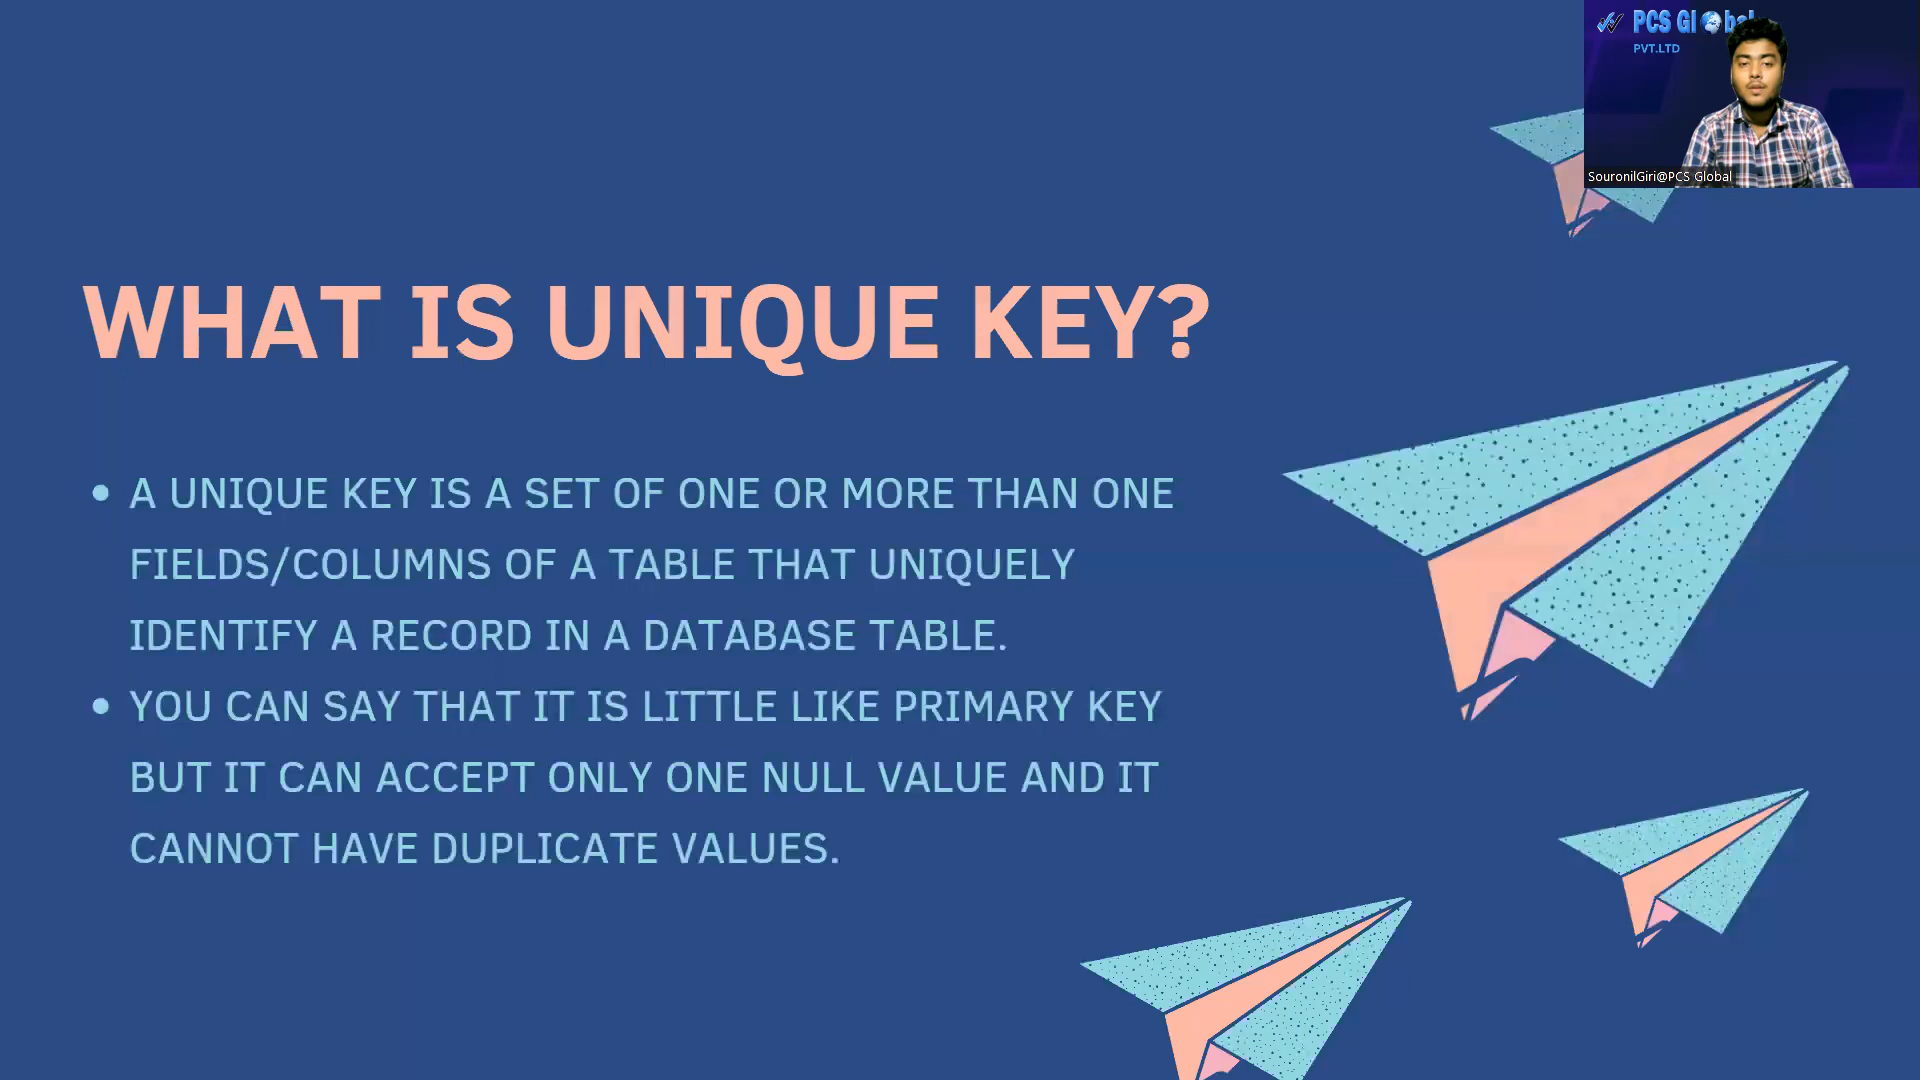 PCS Gl bal
PVT.LTD
SouronilGiri@PCS Global
WHAT IS UNIQUE KEY?
• A UNIQUE KEY IS A SET OF ONE OR MORE THAN ONE
FIELDS/COLUMNS OF A TABLE THAT UNIQUELY
IDENTIFY A RECORD IN A DATABASE TABLE.
• YOU CAN SAY THAT IT IS LITTLE LIKE PRIMARY KEY
BUT IT CAN ACCEPT ONLY ONE NULL VALUE AND IT
CANNOT HAVE DUPLICATE VALUES.